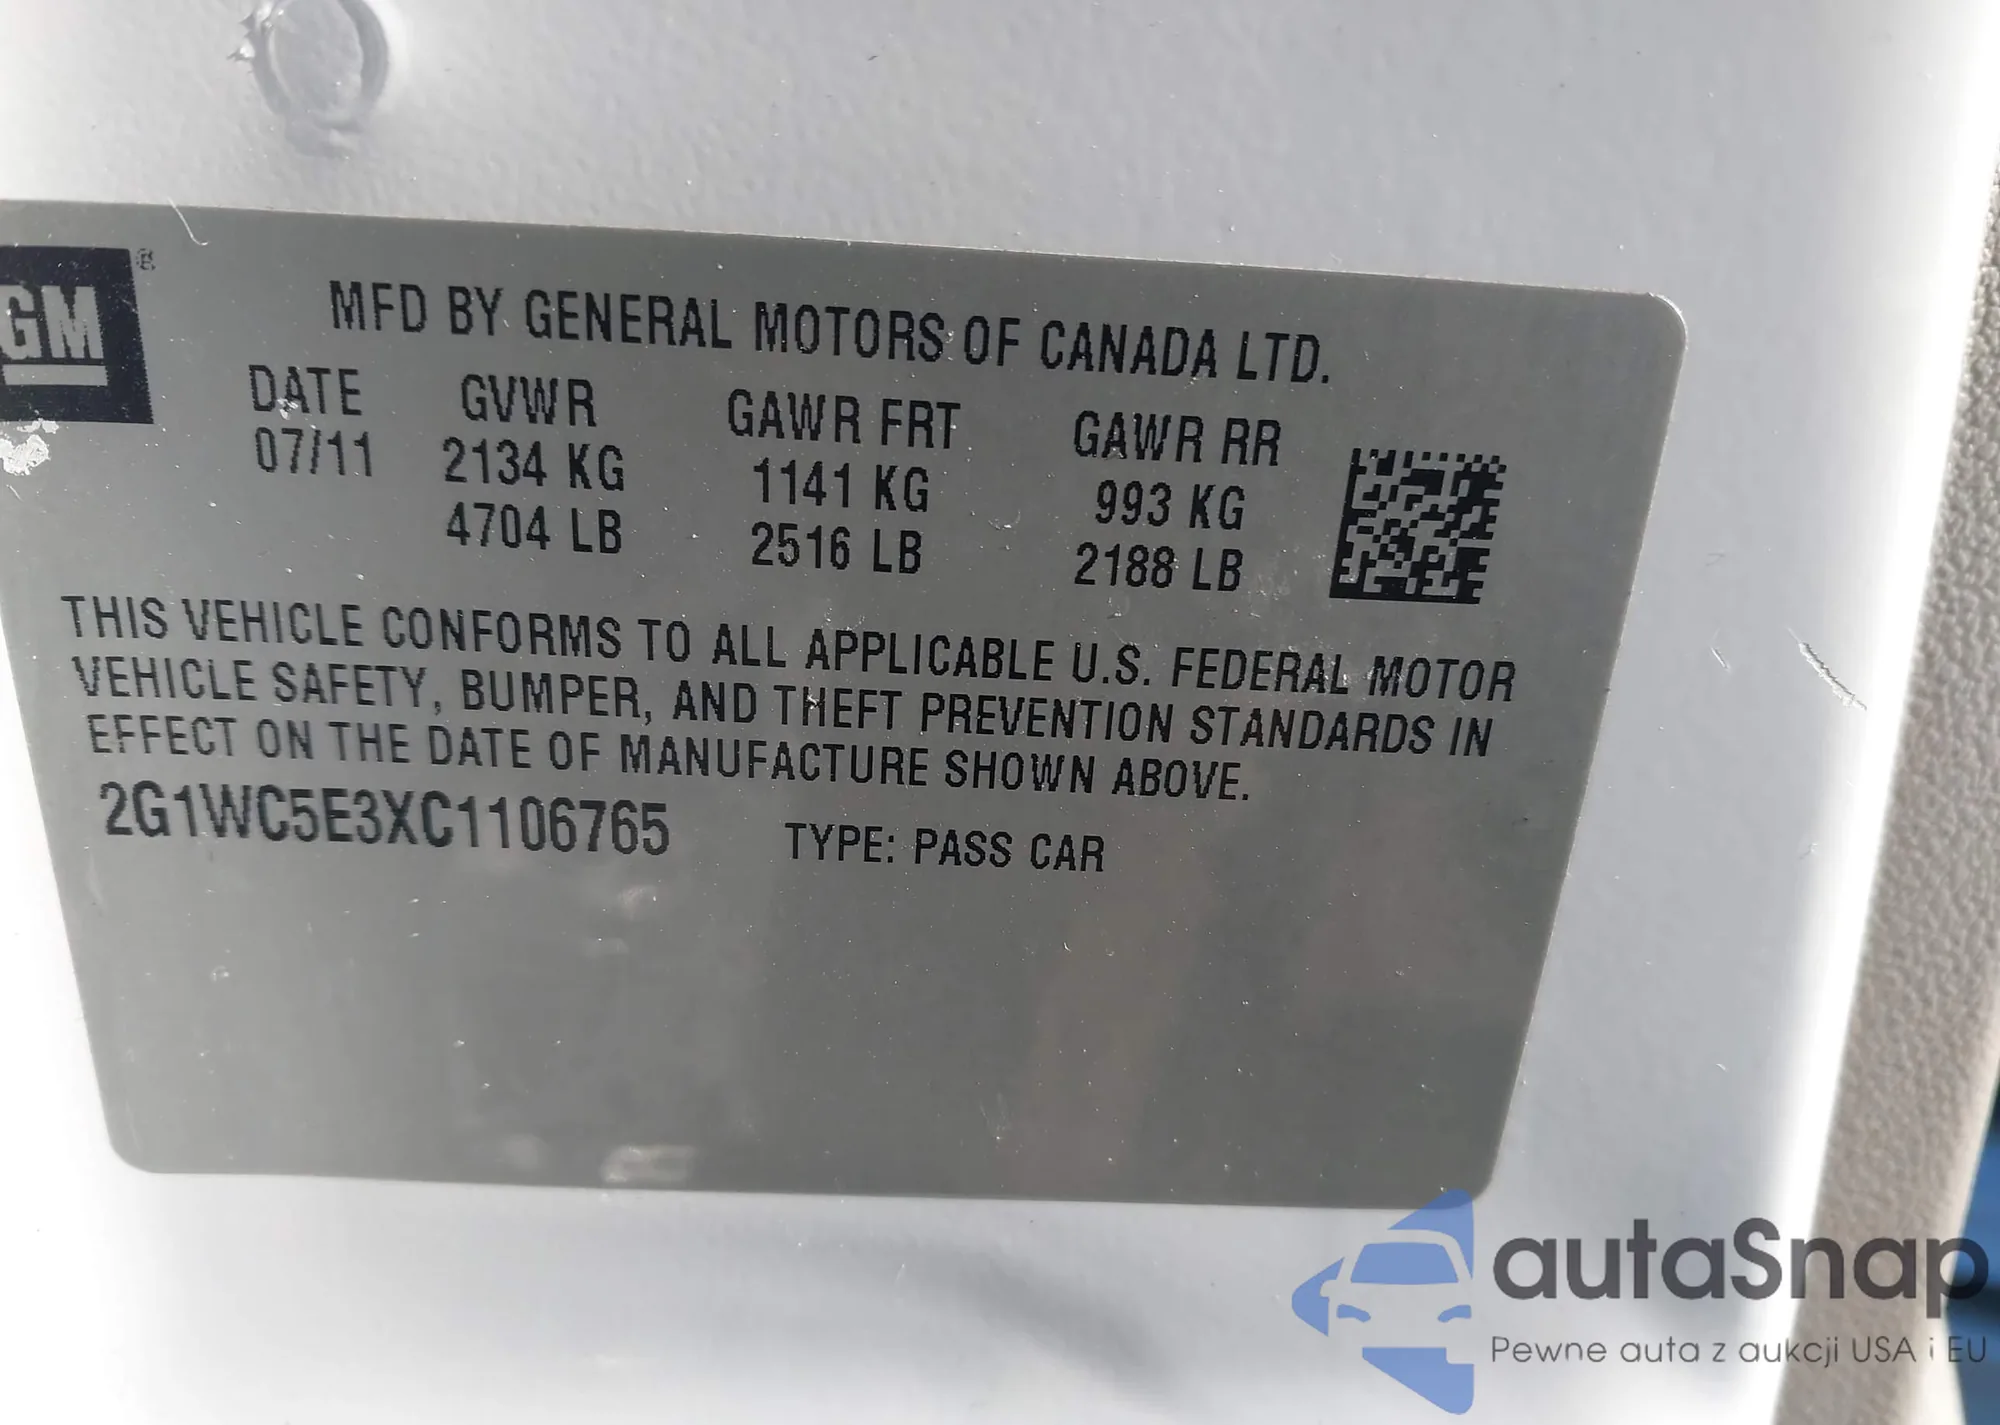 GM ®
MFD BY GENERAL MOTORS OF CANADA LTD.
DATE GVWR GAWR FRT GAWR RR
07/11 2134 KG 1141 KG 993 KG
4704 LB 2516 LB 2188 LB
THIS VEHICLE CONFORMS TO ALL APPLICABLE U.S. FEDERAL MOTOR
VEHICLE SAFETY, BUMPER, AND THEFT PREVENTION STANDARDS IN
EFFECT ON THE DATE OF MANUFACTURE SHOWN ABOVE.
2G1WC5E3XC1106765 TYPE: PASS CAR
autaSnap
Pewne auta z aukcji USA i EU